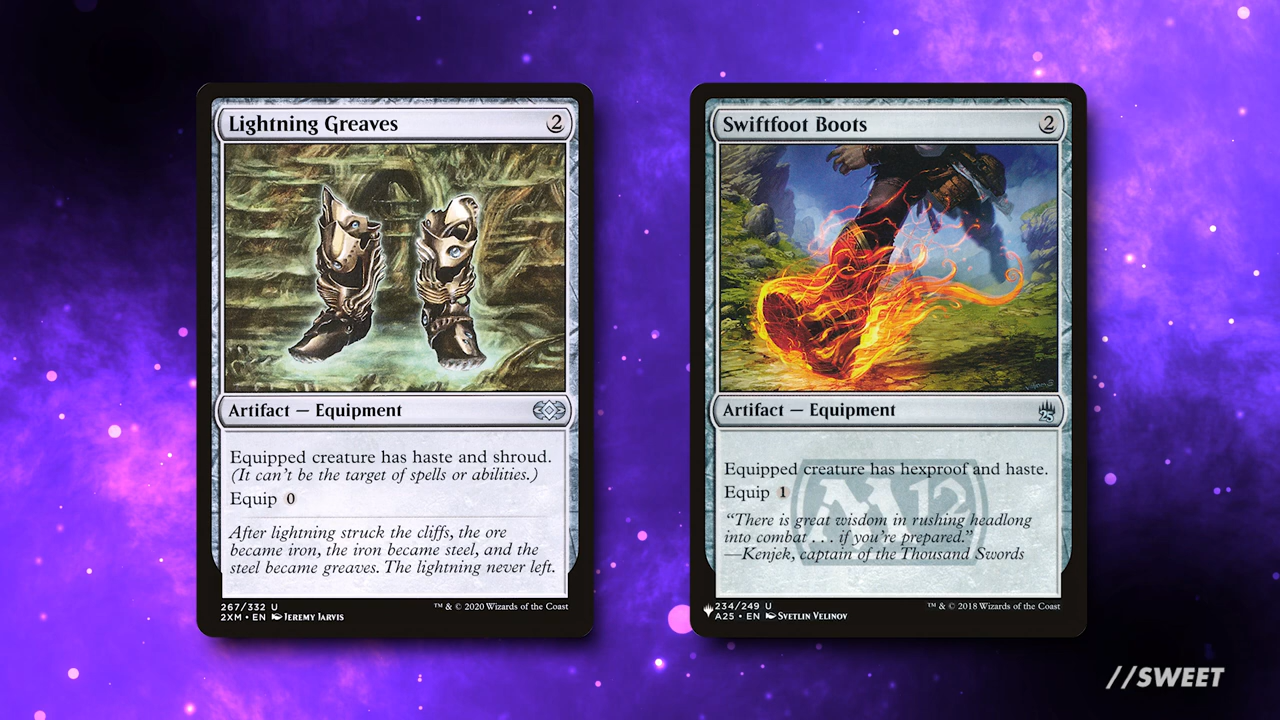 Lightning Greaves 2
Artifact — Equipment
Equipped creature has haste and shroud.
(It can't be the target of spells or abilities.)
Equip 0
After lightning struck the cliffs, the ore
became iron, the iron became steel, and the
steel became greaves. The lightning never left.
267/332 U
2XM • EN Jeremy Jarvis
™ & © 2020 Wizards of the Coast
Swiftfoot Boots 2
Artifact — Equipment
25
Equipped creature has hexproof and haste.
Equip 1
M12
“There is great wisdom in rushing headlong
into combat . . . if you’re prepared.”
—Kenjek, captain of the Thousand Swords
234/249 U
A25 • EN Svetlin Velinov
™ & © 2018 Wizards of the Coast
//SWEET